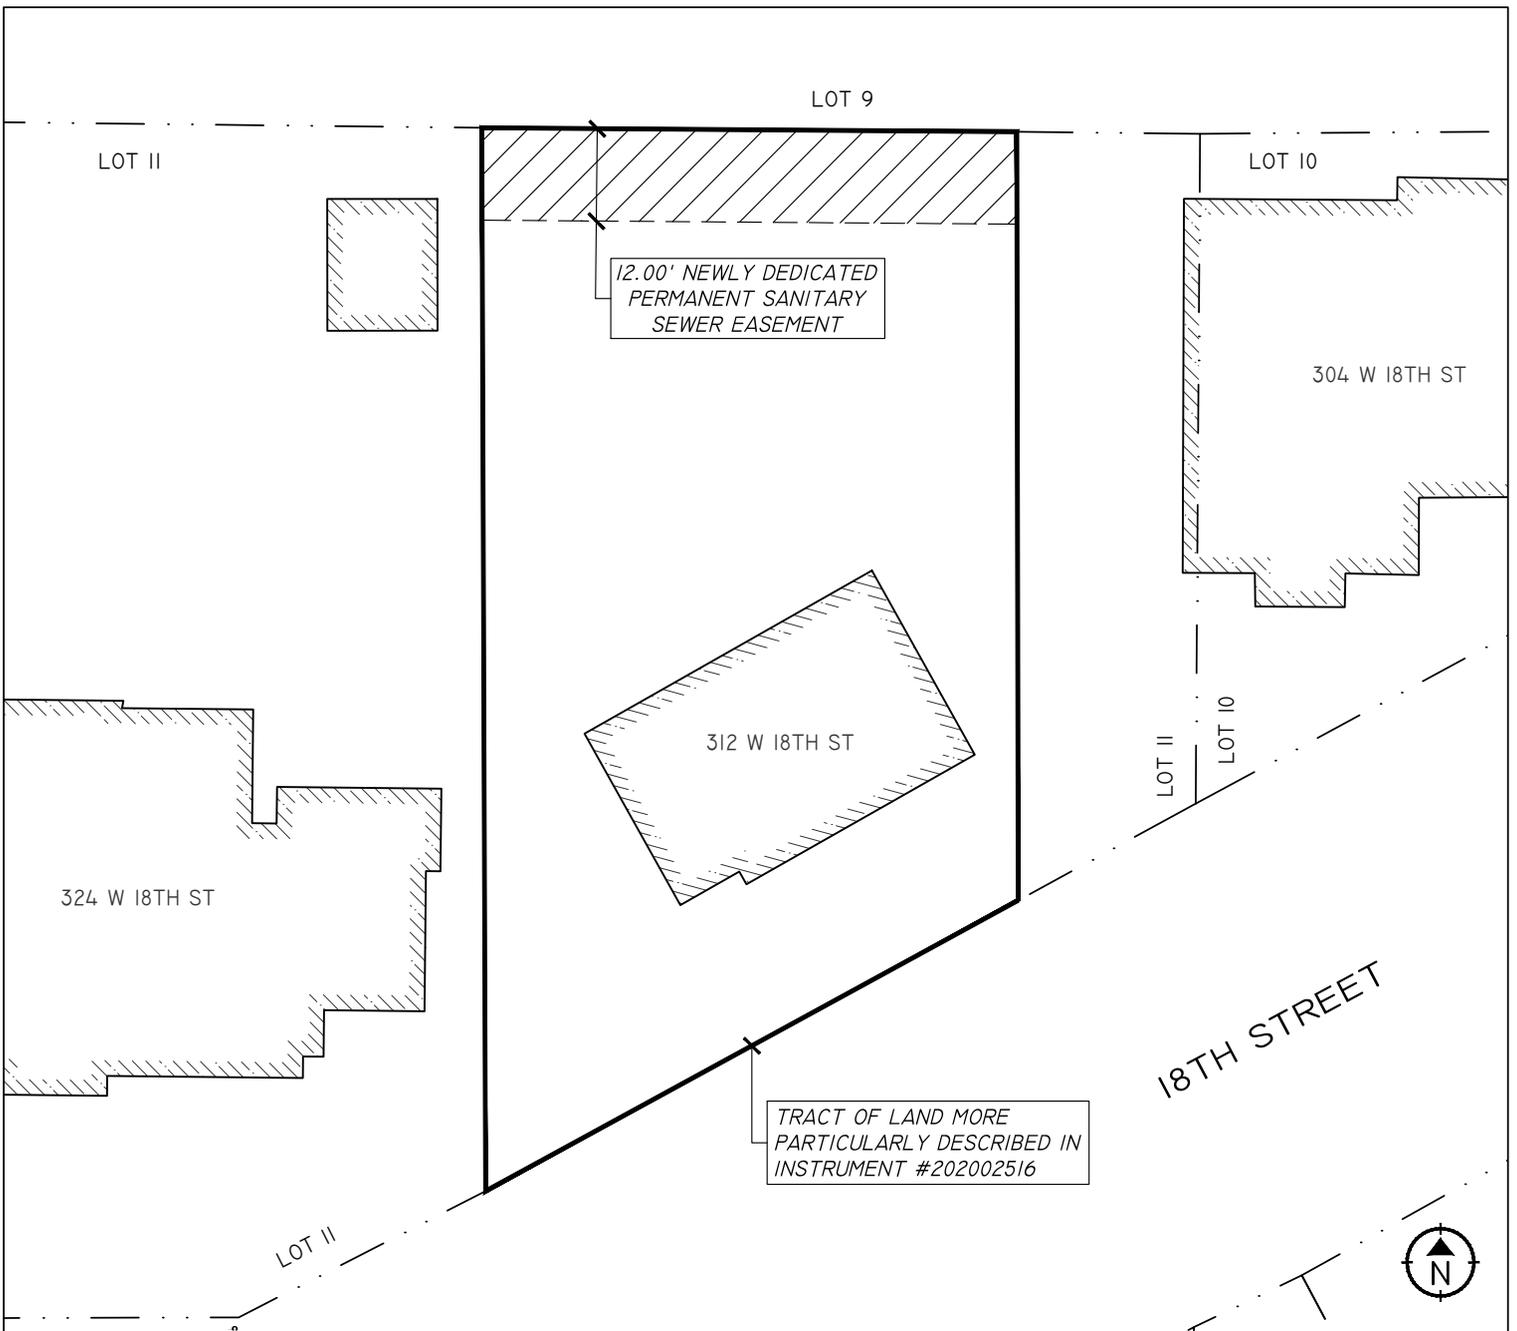 LOT 9
LOT 11
LOT 10
12.00' NEWLY DEDICATED
PERMANENT SANITARY
SEWER EASEMENT
304 W 18TH ST
312 W 18TH ST
LOT 11
LOT 10
324 W 18TH ST
18TH STREET
TRACT OF LAND MORE
PARTICULARLY DESCRIBED IN
INSTRUMENT #202002516
LOT 11
N